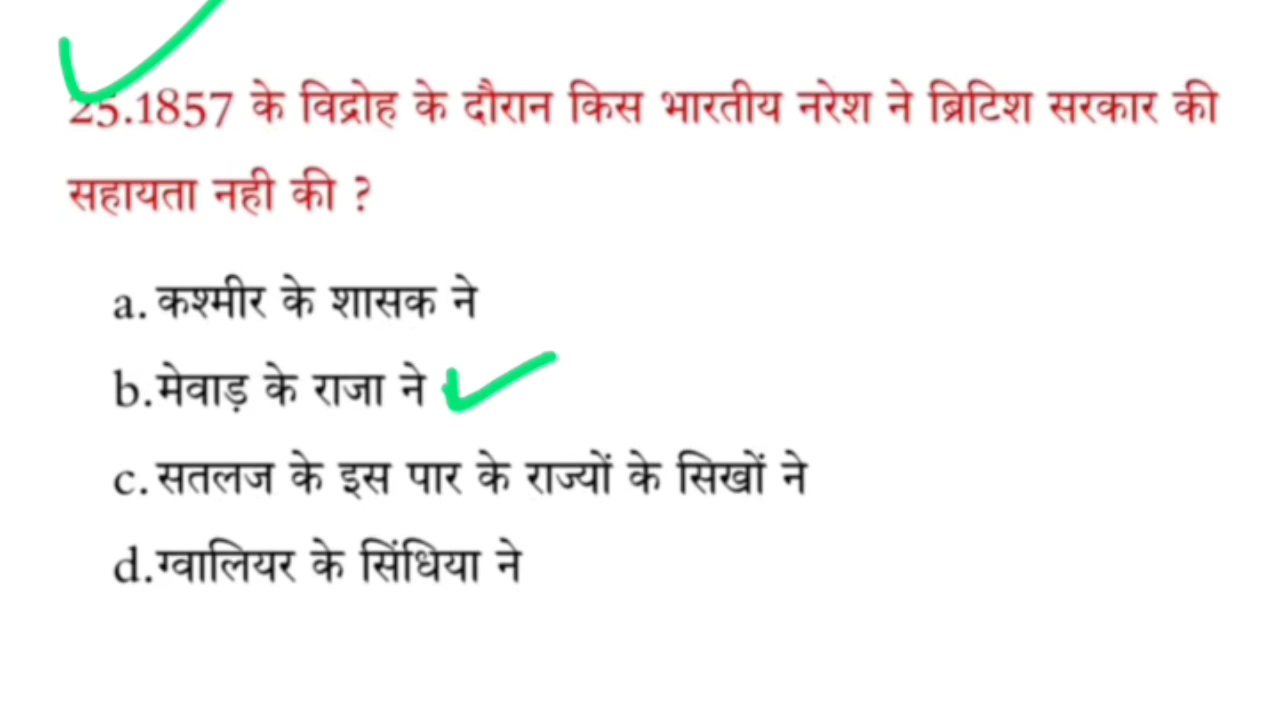 25.1857 के विद्रोह के दौरान किस भारतीय नरेश ने ब्रिटिश सरकार की
सहायता नही की ?
a. कश्मीर के शासक ने
b.मेवाड़ के राजा ने
c. सतलज के इस पार के राज्यों के सिखों ने
d.ग्वालियर के सिंधिया ने